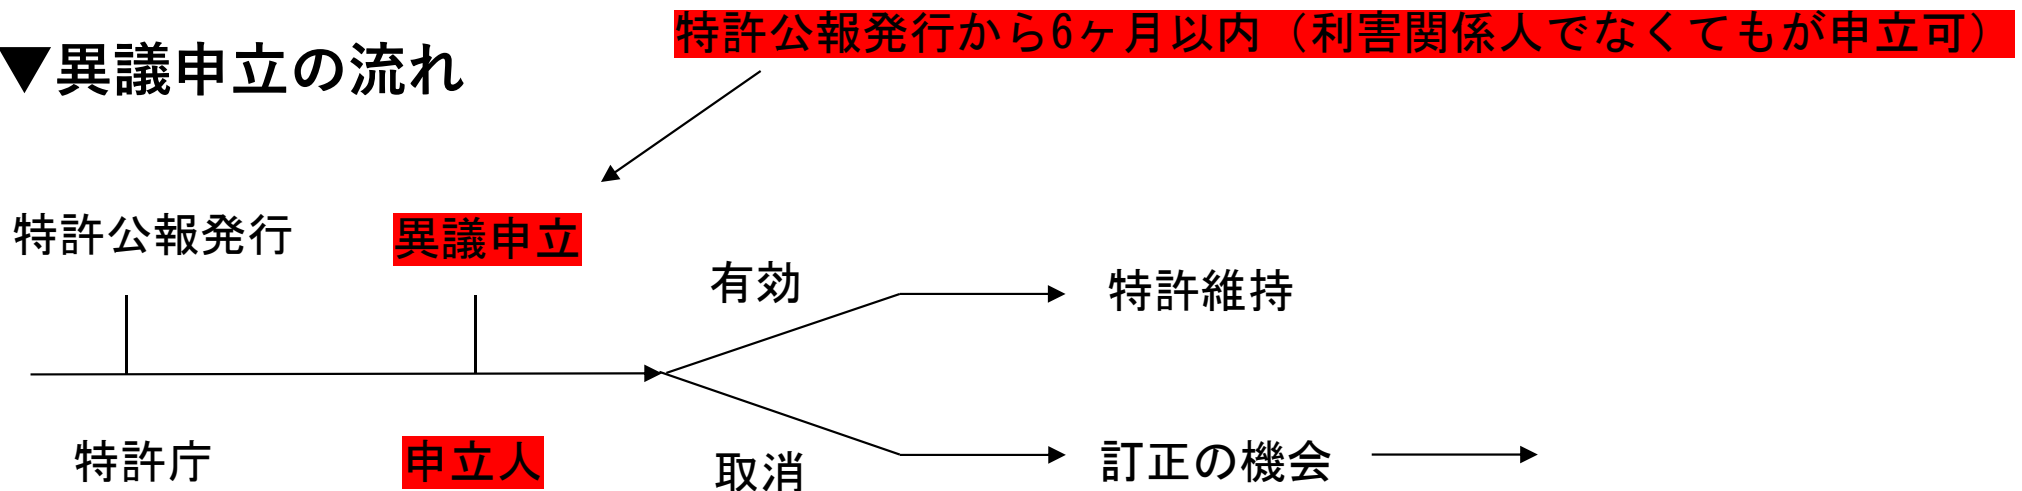 特許公報発行から6ヶ月以内（利害関係人でなくてもが申立可）
▼異議申立の流れ
特許公報発行
異議申立
有効
特許維持
特許庁
申立人
取消
訂正の機会